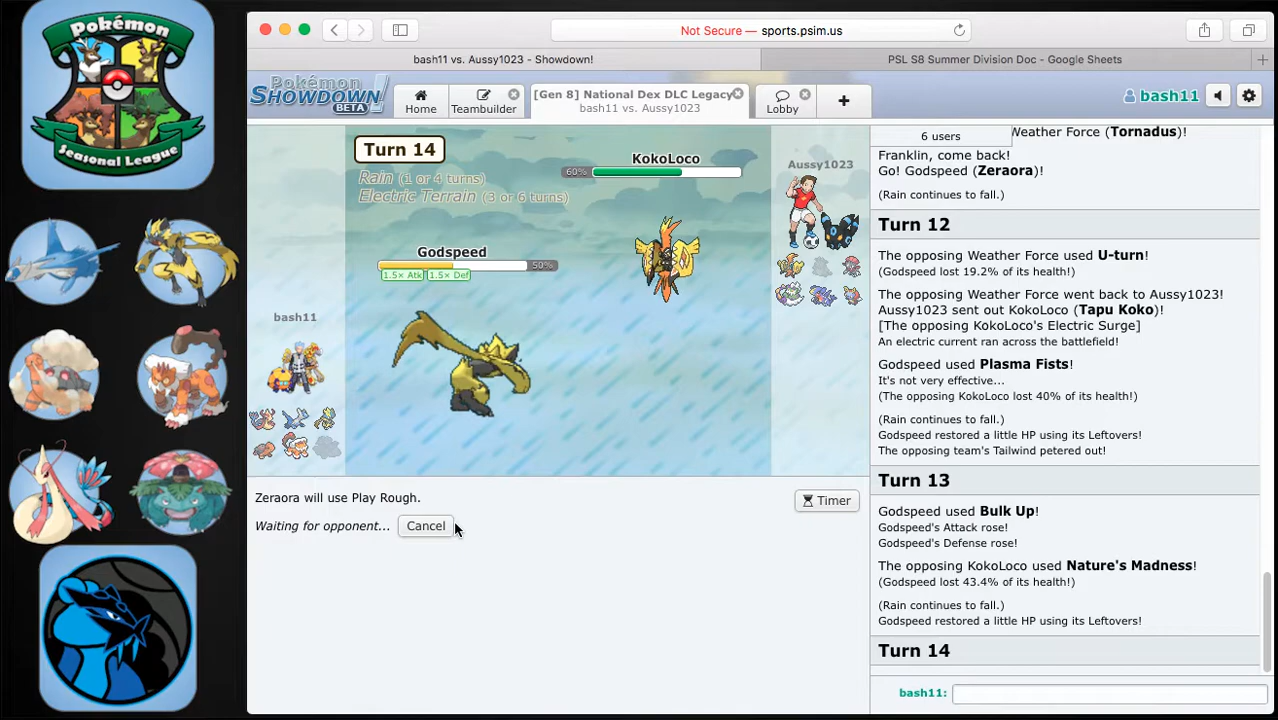 Pokémon
SEASONAL LEAGUE
Not Secure — sports.psim.us
bash11 vs. Aussy1023 - Showdown!
PSL S8 Summer Division Doc - Google Sheets
Pokémon
SHOWDOWN!
BETA
Home
Teambuilder
[Gen 8] National Dex DLC Legacy
bash11 vs. Aussy1023
Lobby
bash11
Turn 14
Rain (1 or 4 turns)
Electric Terrain (3 or 6 turns)
KokoLoco
60%
Aussy1023
Godspeed
50%
1.5× Atk 1.5× Def
bash11
Zeraora will use Play Rough.
Waiting for opponent... Cancel
Timer
6 users
Weather Force (Tornadus)!
Franklin, come back!
Go! Godspeed (Zeraora)!
(Rain continues to fall.)
Turn 12
The opposing Weather Force used U-turn!
(Godspeed lost 19.2% of its health!)
The opposing Weather Force went back to Aussy1023!
Aussy1023 sent out KokoLoco (Tapu Koko)!
[The opposing KokoLoco's Electric Surge]
An electric current ran across the battlefield!
Godspeed used Plasma Fists!
It's not very effective...
(The opposing KokoLoco lost 40% of its health!)
(Rain continues to fall.)
Godspeed restored a little HP using its Leftovers!
The opposing team's Tailwind petered out!
Turn 13
Godspeed used Bulk Up!
Godspeed's Attack rose!
Godspeed's Defense rose!
The opposing KokoLoco used Nature's Madness!
(Godspeed lost 43.4% of its health!)
(Rain continues to fall.)
Godspeed restored a little HP using its Leftovers!
Turn 14
bash11: